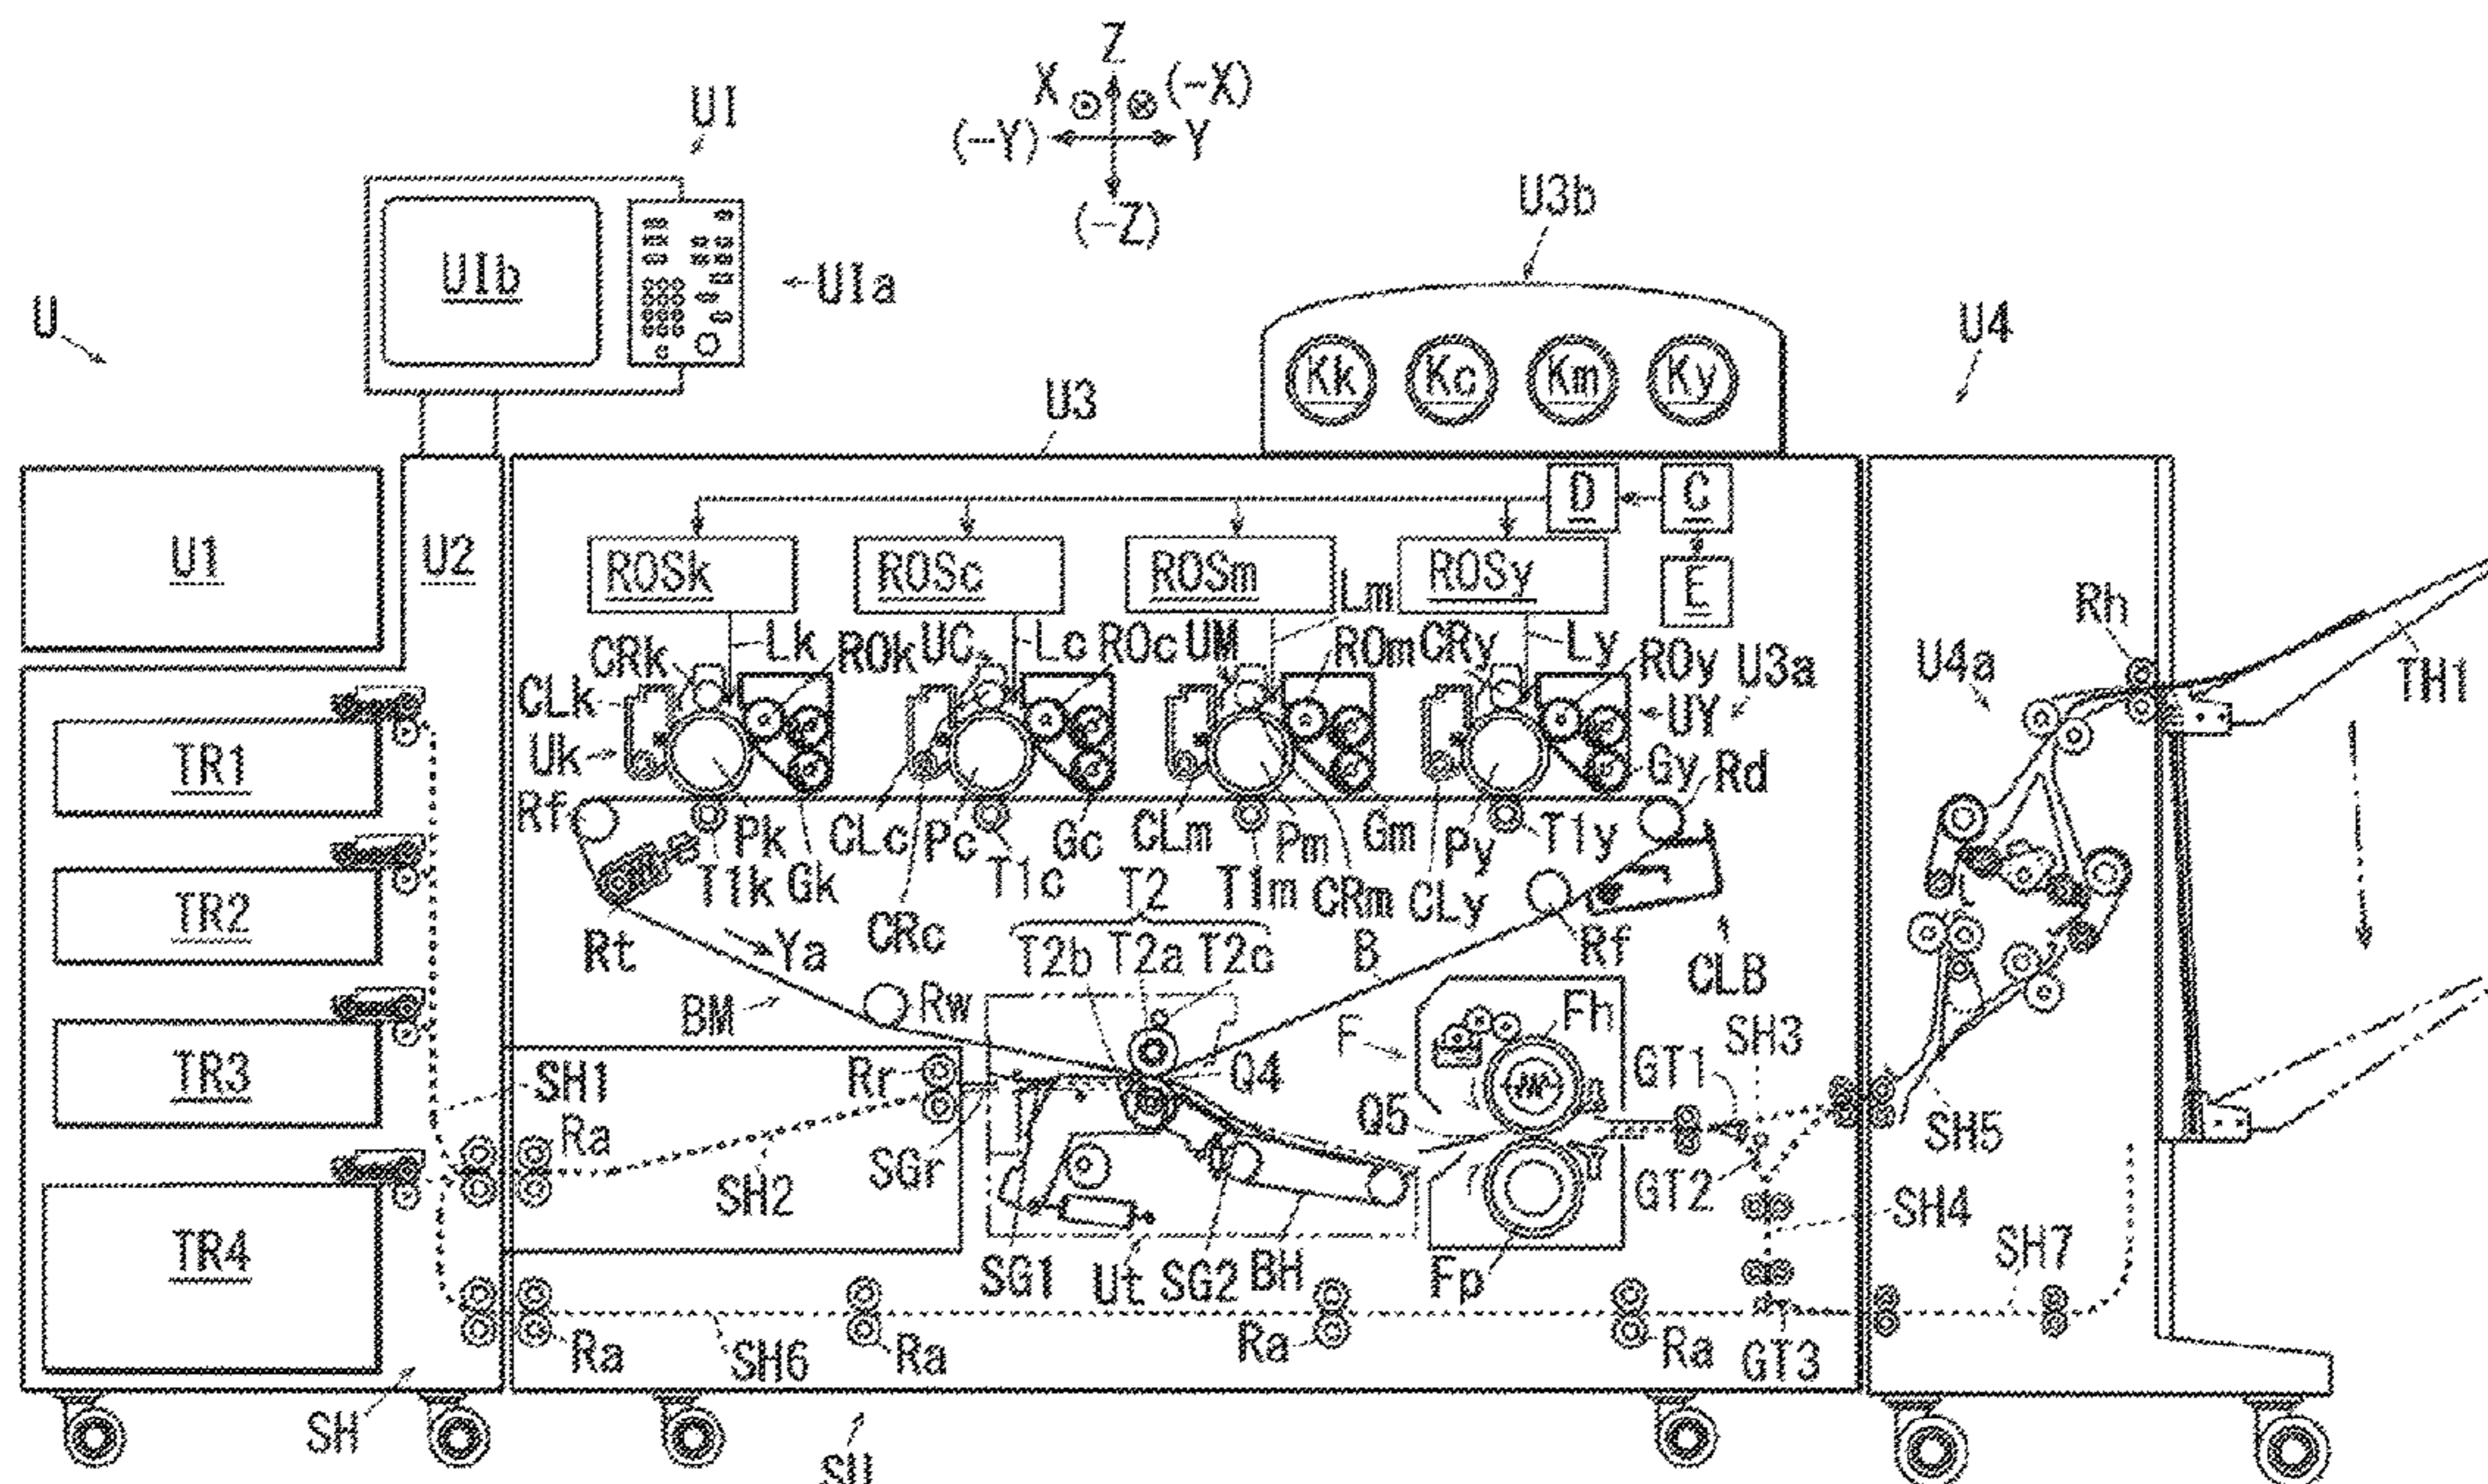 Z
X (-X)
(-Y) Y
(-Z)
UI
U3b
UIb
UIa
U
U4
Kk Kc Km Ky
U3
D C
U1 U2
ROSk ROSc ROSm ROSy E
Lm
Rh
CRk Lk ROk UC Lc ROc UM ROm CRy Ly ROy U3a U4a
TH1
CLk
UY
Uk
TR1
Gy Rd
Rf Pk CLc Pc Gc CLm Pm Gm Py T1y
T1k Gk T1c T2 T1m CRm CLy
TR2
CRc
Rt Ya T2b T2a T2c B Rf CLB
BM Rw
F Fh SH3
TR3
SH1 Rr Q4 GT1
Ra Q5 SH5
SGr
SH2 GT2
TR4
SH4
SG1 Ut SG2 BH Fp SH7
Ra SH6 Ra Ra Ra GT3
SH
SU